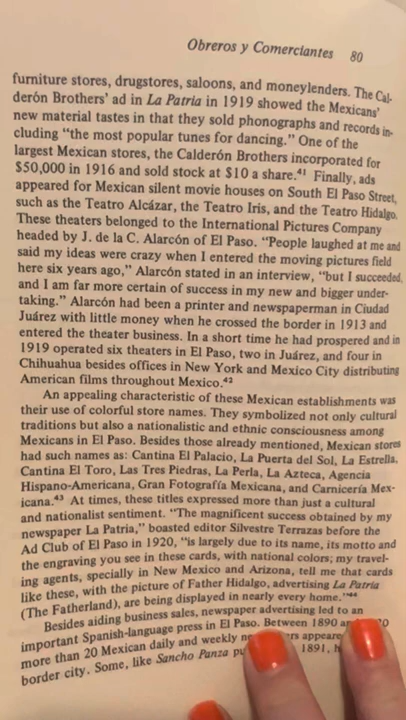 Obreros y Comerciantes 80
furniture stores, drugstores, saloons, and moneylenders. The Cal-
derón Brothers' ad in La Patria in 1919 showed the Mexicans'
new material tastes in that they sold phonographs and records in-
cluding "the most popular tunes for dancing." One of the
largest Mexican stores, the Calderón Brothers incorporated for
$50,000 in 1916 and sold stock at $10 a share.⁴¹ Finally, ads
appeared for Mexican silent movie houses on South El Paso Street,
such as the Teatro Alcázar, the Teatro Iris, and the Teatro Hidalgo.
These theaters belonged to the International Pictures Company
headed by J. de la C. Alarcón of El Paso. "People laughed at me and
said my ideas were crazy when I entered the moving pictures field
here six years ago," Alarcón stated in an interview, "but I succeeded,
and I am far more certain of success in my new and bigger under-
taking." Alarcón had been a printer and newspaperman in Ciudad
Juárez with little money when he crossed the border in 1913 and
entered the theater business. In a short time he had prospered and in
1919 operated six theaters in El Paso, two in Juárez, and four in
Chihuahua besides offices in New York and Mexico City distributing
American films throughout Mexico.⁴²
An appealing characteristic of these Mexican establishments was
their use of colorful store names. They symbolized not only cultural
traditions but also a nationalistic and ethnic consciousness among
Mexicans in El Paso. Besides those already mentioned, Mexican stores
had such names as: Cantina El Palacio, La Puerta del Sol, La Estrella,
Cantina El Toro, Las Tres Piedras, La Perla, La Azteca, Agencia
Hispano-Americana, Gran Fotografía Mexicana, and Carnicería Mex-
icana.⁴³ At times, these titles expressed more than just a cultural
and nationalist sentiment. "The magnificent success obtained by my
newspaper La Patria," boasted editor Silvestre Terrazas before the
Ad Club of El Paso in 1920, "is largely due to its name, its motto and
the engraving you see in these cards, with national colors; my travel-
ing agents, specially in New Mexico and Arizona, tell me that cards
like these, with the picture of Father Hidalgo, advertising La Patria
(The Fatherland), are being displayed in nearly every home."⁴⁴
Besides aiding business sales, newspaper advertising led to an
important Spanish-language press in El Paso. Between 1890
more than 20 Mexican daily and weekly
border city. Some, like Sancho Panza 1891,